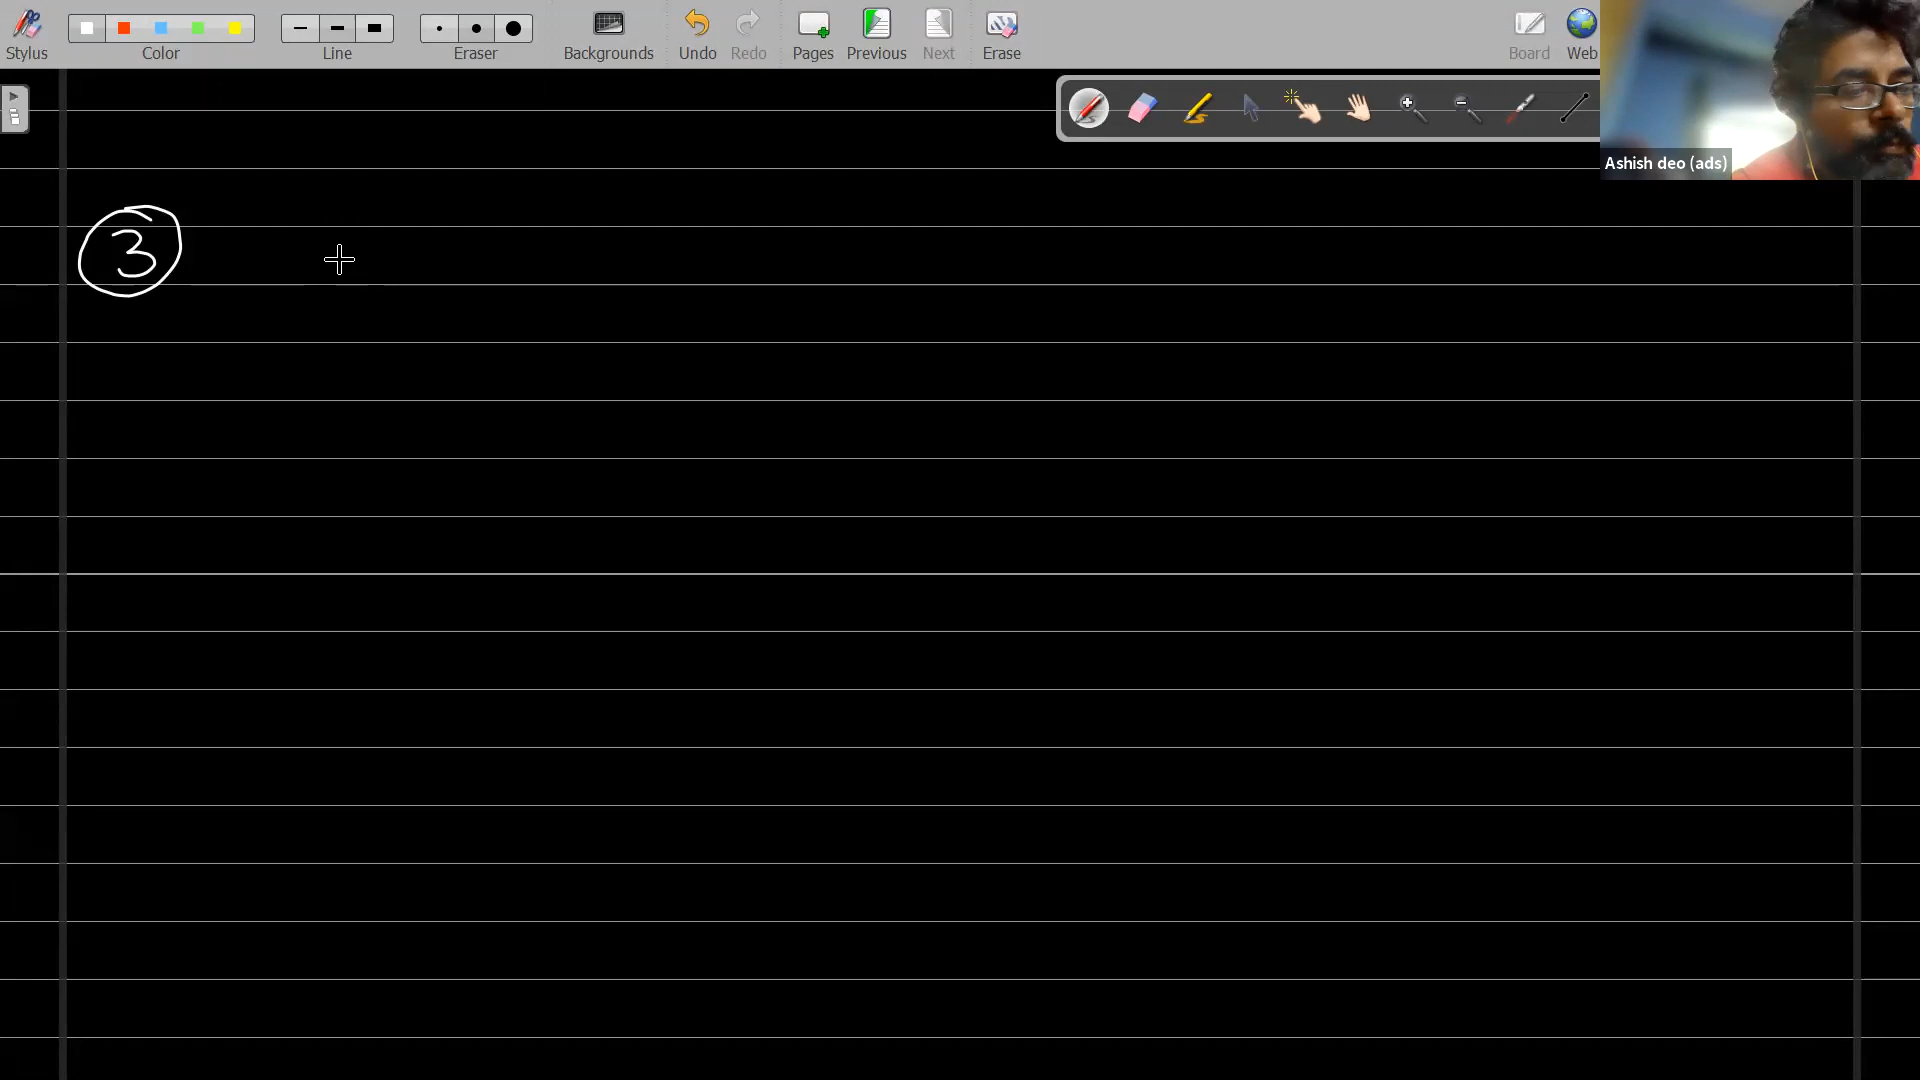 Stylus Color Line Eraser Backgrounds Undo Redo Pages Previous Next Erase Board Web
Ashish deo (ads)
3